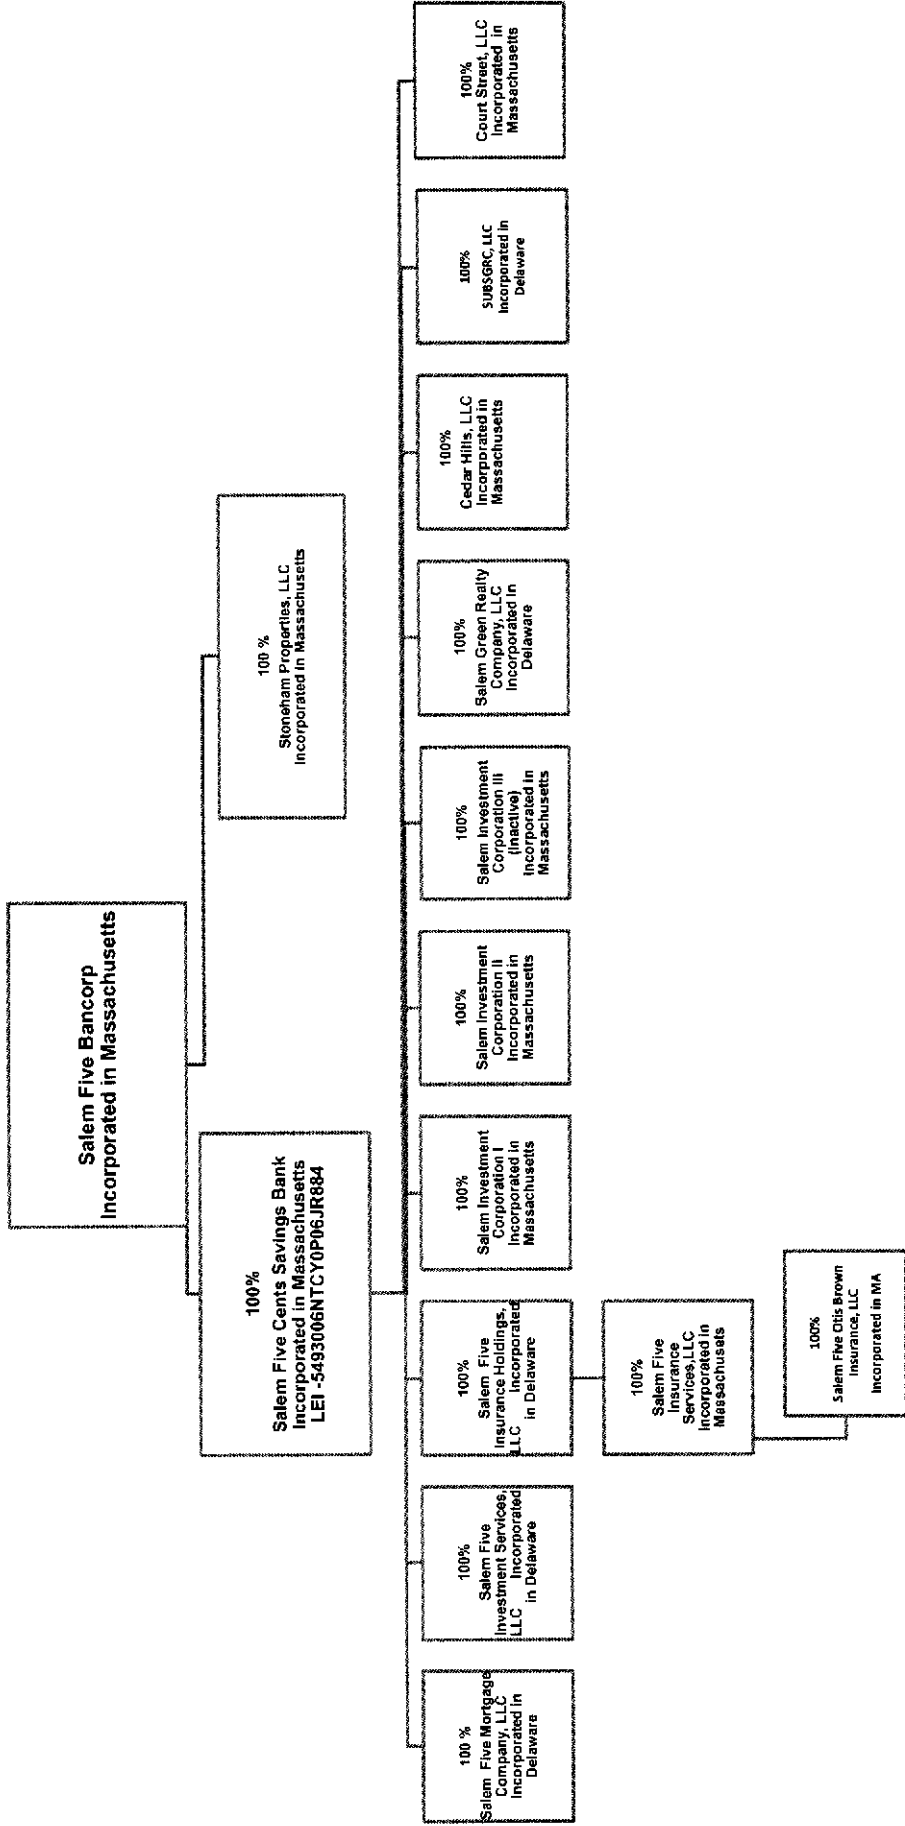 Salem Five Bancorp
Incorporated in Massachusetts
100%
Salem Five Cents Savings Bank
Incorporated in Massachusetts
LEI -5493006NTCY0P06JR884
100 %
Stoneham Properties, LLC
Incorporated in Massachusetts
100 %
Salem Five Mortgage
Company, LLC
Incorporated in
Delaware
100%
Salem Five
Investment Services,
LLC Incorporated
in Delaware
100%
Salem Five
Insurance Holdings,
LLC Incorporated
in Delaware
100%
Salem Investment
Corporation I
Incorporated in
Massachusetts
100%
Salem Investment
Corporation II
Incorporated in
Massachusetts
100%
Salem Investment
Corporation III
(Inactive)
Incorporated in
Massachusetts
100%
Salem Green Realty
Company, LLC
Incorporated in
Delaware
100%
Cedar Hills, LLC
Incorporated in
Massachusetts
100%
SUBSGRC, LLC
Incorporated in
Delaware
100%
Court Street, LLC
Incorporated in
Massachusetts
100%
Salem Five
Insurance
Services,LLC
Incorporated in
Massachusets
100%
Salem Five Otis Brown
Insurance, LLC
Incorporated in MA